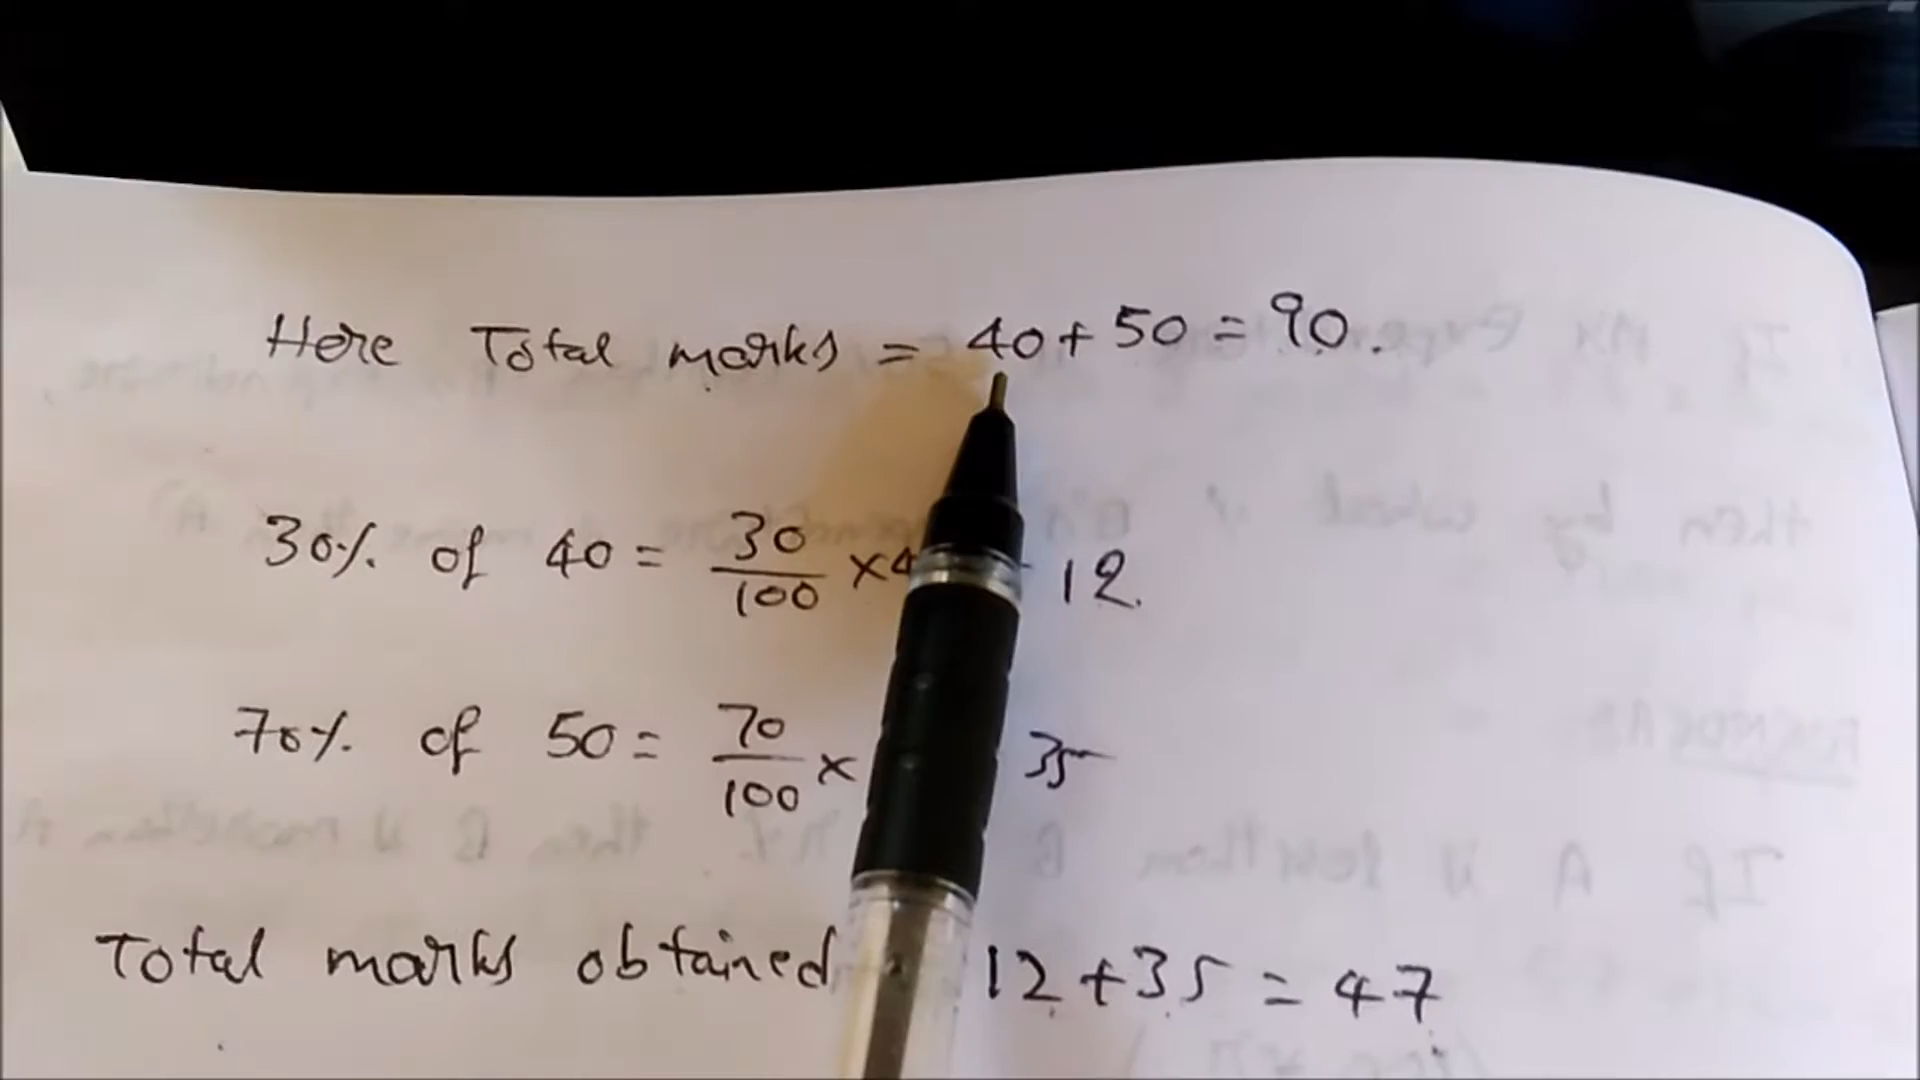 Here Total marks = 40+50=90.
30% of 40 = 30/100 ×4 12.
70% of 50= 70/100 × 35
Total marks obtained 12+35=47